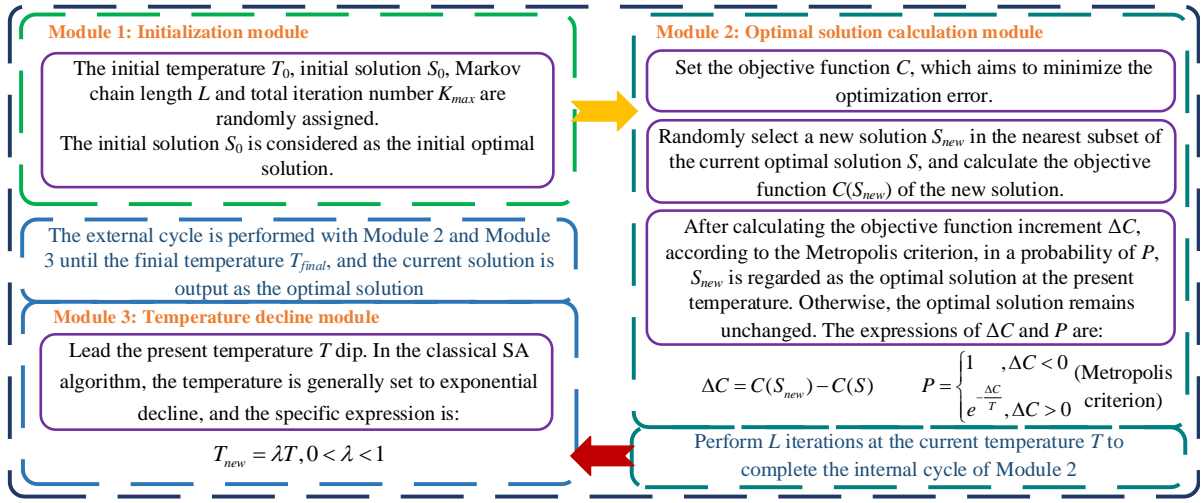 Module 1: Initialization module
The initial temperature T₀, initial solution S₀, Markov
chain length L and total iteration number Kₘₐₓ are
randomly assigned.
The initial solution S₀ is considered as the initial optimal
solution.
Module 2: Optimal solution calculation module
Set the objective function C, which aims to minimize the
optimization error.
Randomly select a new solution S_new in the nearest subset of
the current optimal solution S, and calculate the objective
function C(S_new) of the new solution.
After calculating the objective function increment ΔC,
according to the Metropolis criterion, in a probability of P,
S_new is regarded as the optimal solution at the present
temperature. Otherwise, the optimal solution remains
unchanged. The expressions of ΔC and P are:
ΔC = C(S_new) − C(S) P = { 1 , ΔC < 0
e^(−ΔC/T) , ΔC > 0
(Metropolis
criterion)
Perform L iterations at the current temperature T to
complete the internal cycle of Module 2
The external cycle is performed with Module 2 and Module
3 until the finial temperature T_final, and the current solution is
output as the optimal solution
Module 3: Temperature decline module
Lead the present temperature T dip. In the classical SA
algorithm, the temperature is generally set to exponential
decline, and the specific expression is:
T_new = λT, 0 < λ < 1